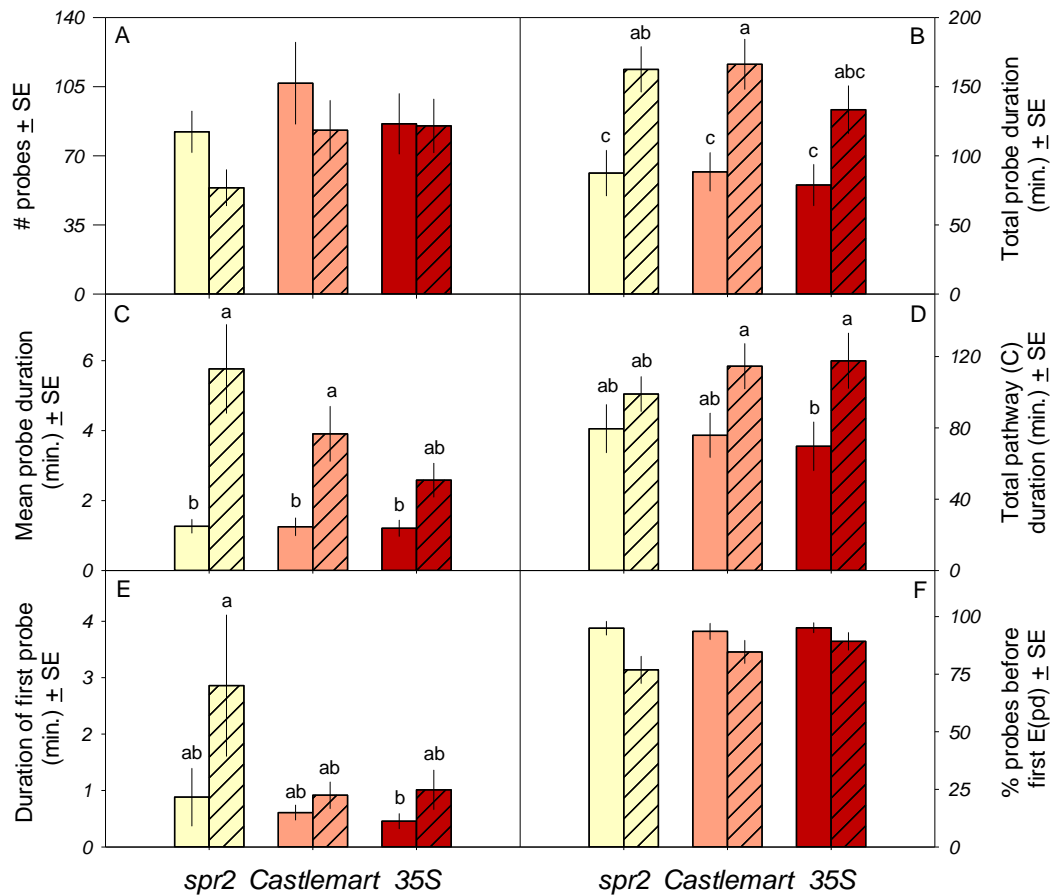 140
105
70
35
0
# probes ± SE
A
B
ab
a
abc
c
c
c
200
150
100
50
0
Total probe duration
(min.) ± SE
6
4
2
0
Mean probe duration
(min.) ± SE
C
a
a
ab
b
b
b
D
a
a
ab
ab
ab
b
120
80
40
0
Total pathway (C)
duration (min.) ± SE
4
3
2
1
0
Duration of first probe
(min.) ± SE
E
a
ab
ab
ab
ab
b
F
100
75
50
25
0
% probes before
first E(pd) ± SE
spr2 Castlemart 35S
spr2 Castlemart 35S